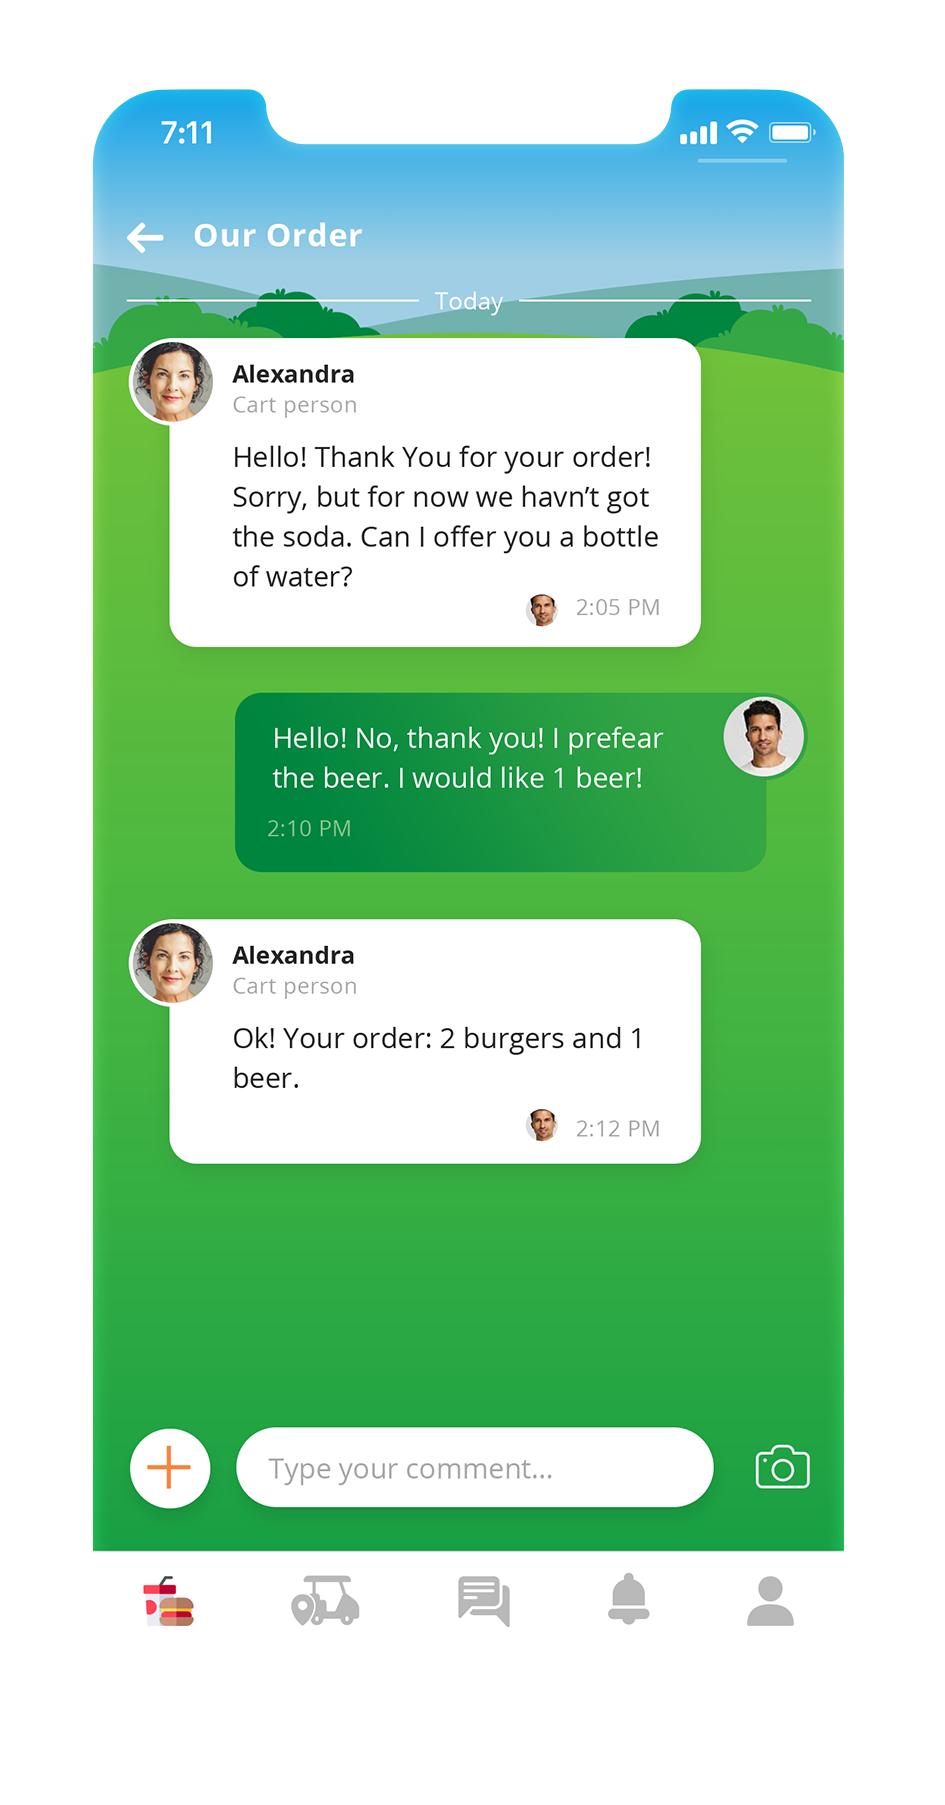 7:11
Our Order
Today
Alexandra
Cart person
Hello! Thank You for your order!
Sorry, but for now we havn’t got
the soda. Can I offer you a bottle
of water?
2:05 PM
Hello! No, thank you! I prefear
the beer. I would like 1 beer!
2:10 PM
Alexandra
Cart person
Ok! Your order: 2 burgers and 1
beer.
2:12 PM
Type your comment...